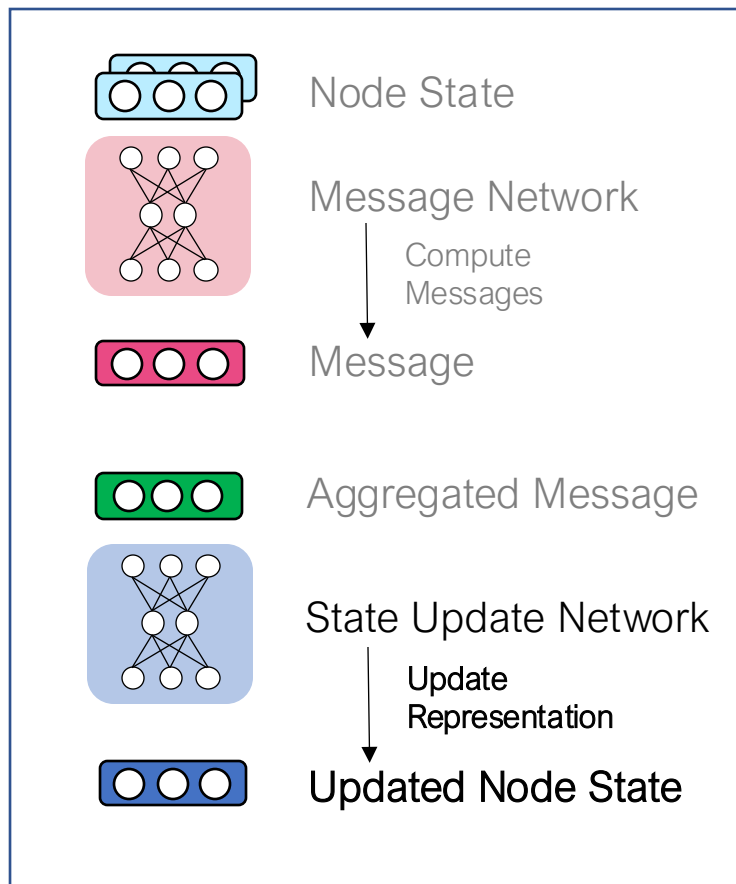 Node State
Message Network
Compute
Messages
Message
Aggregated Message
State Update Network
Update
Representation
Updated Node State